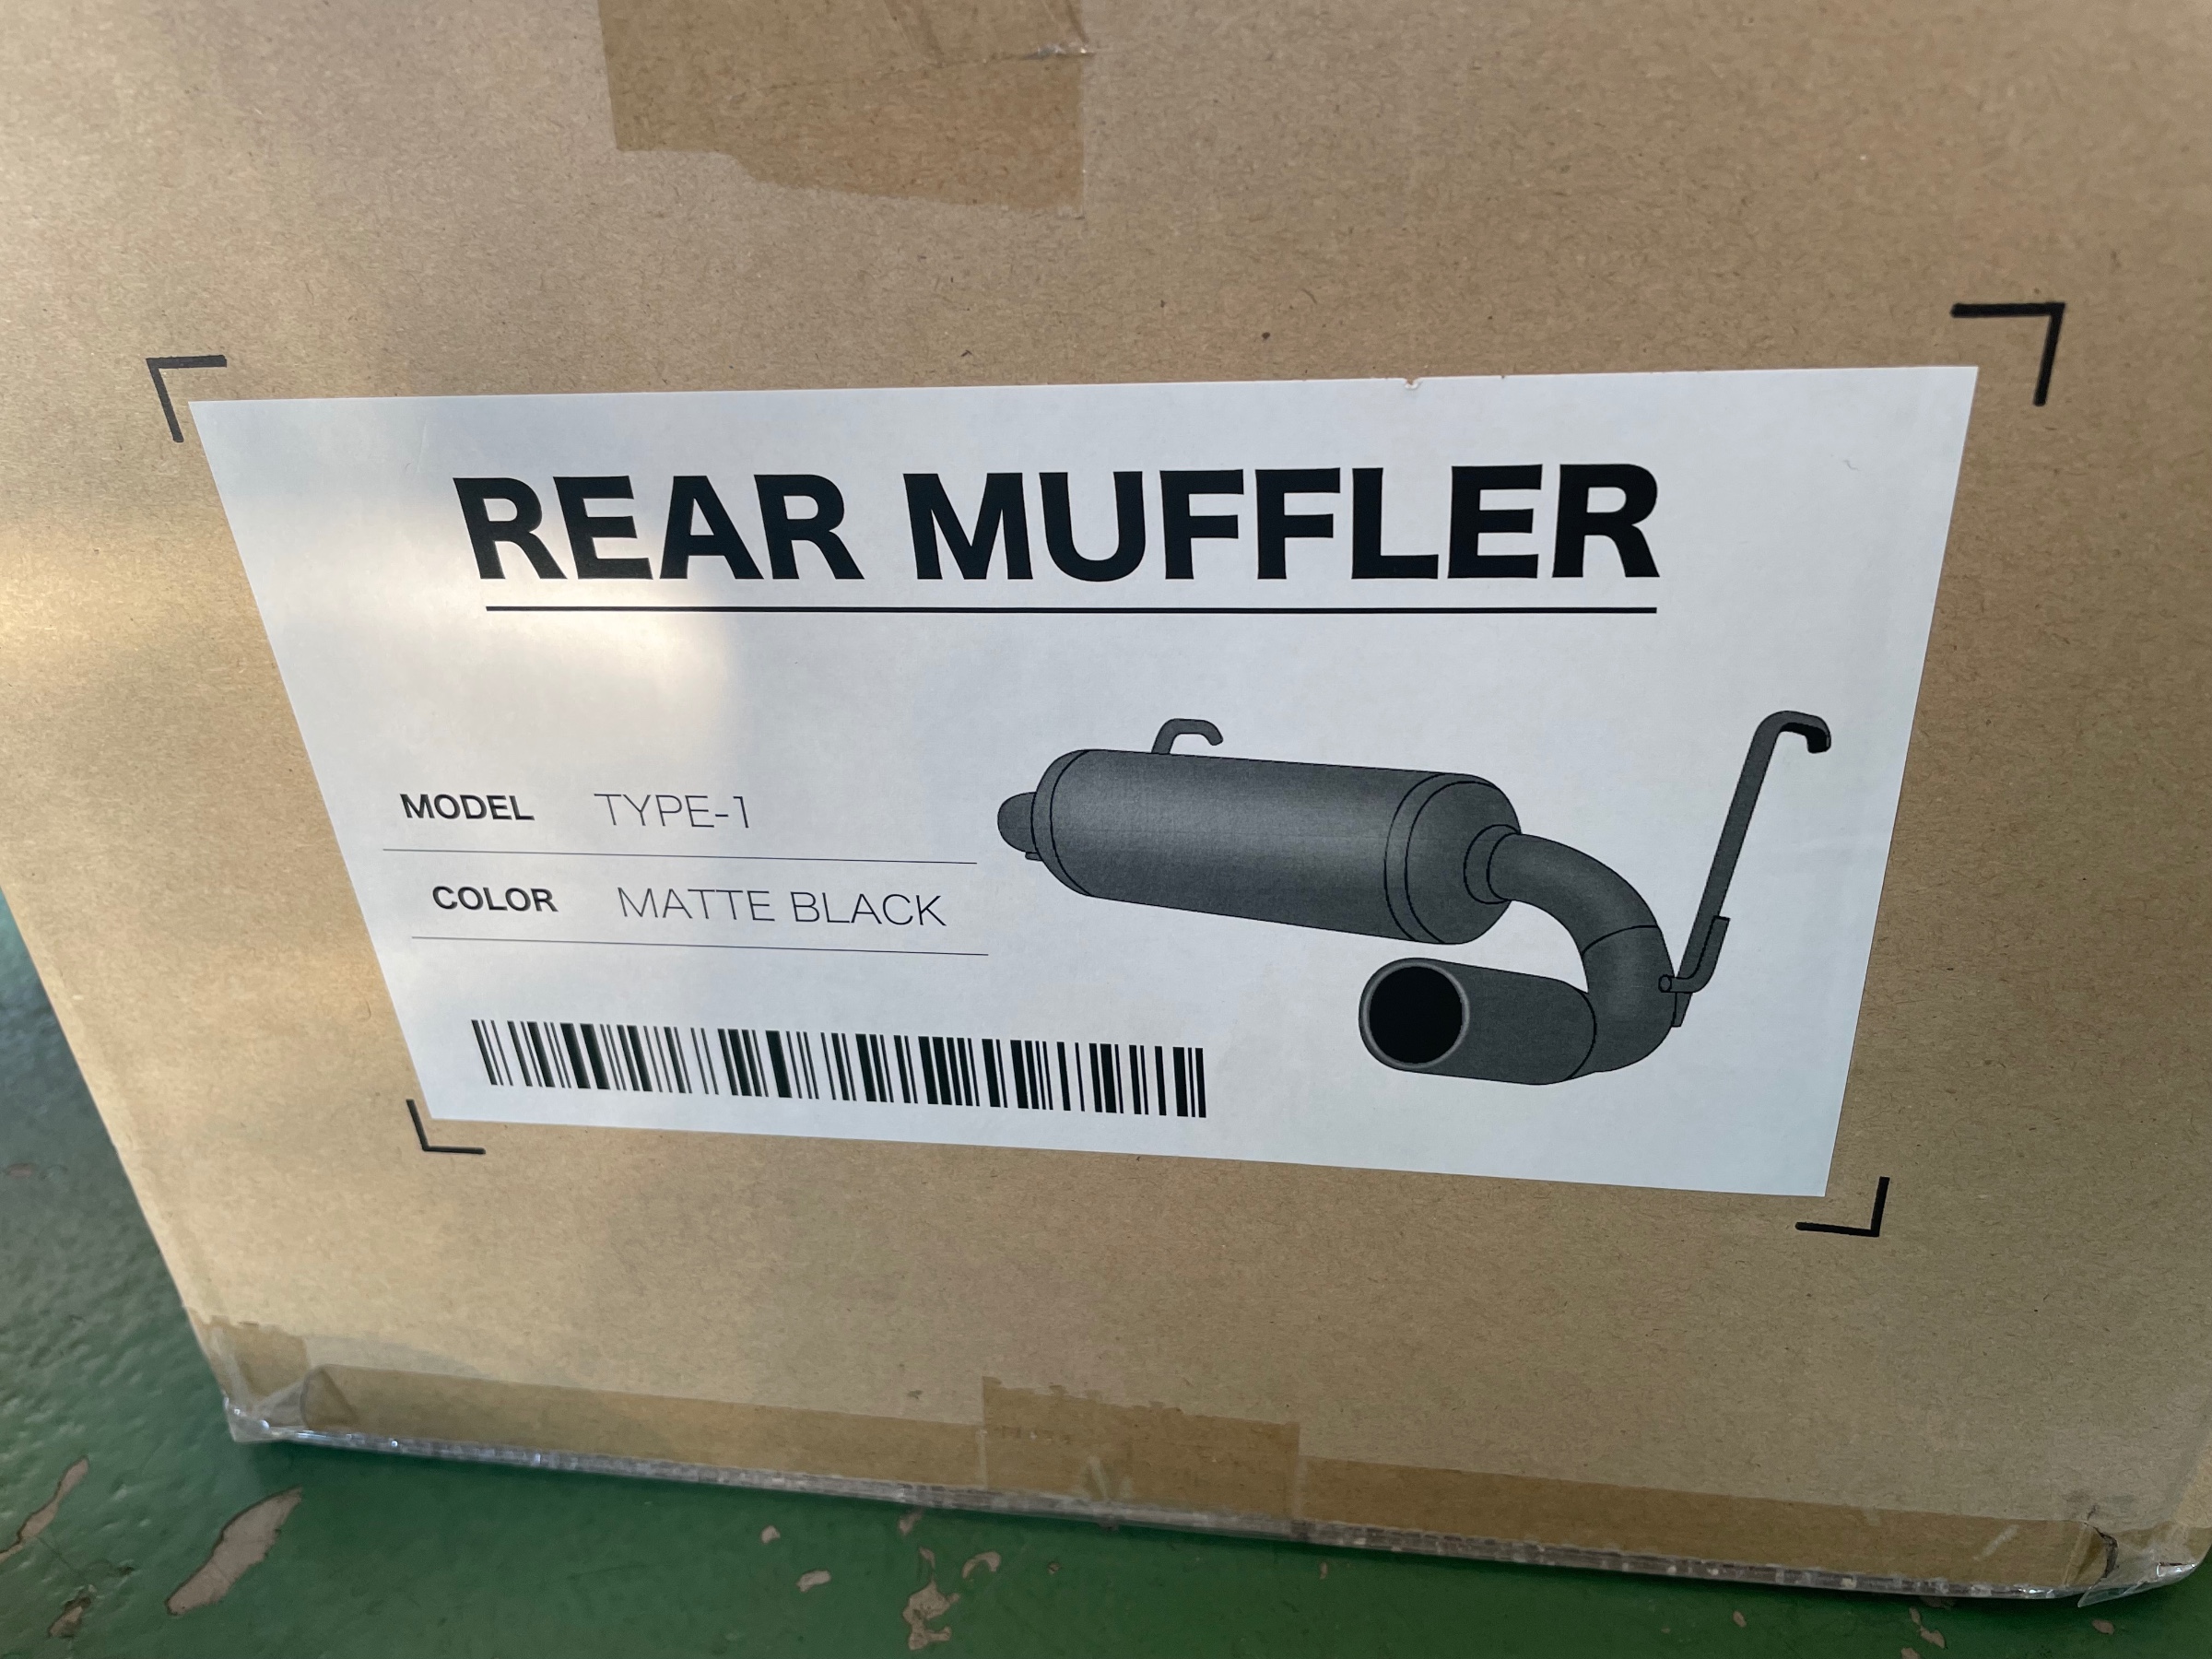 REAR MUFFLER
MODEL TYPE-1
COLOR MATTE BLACK